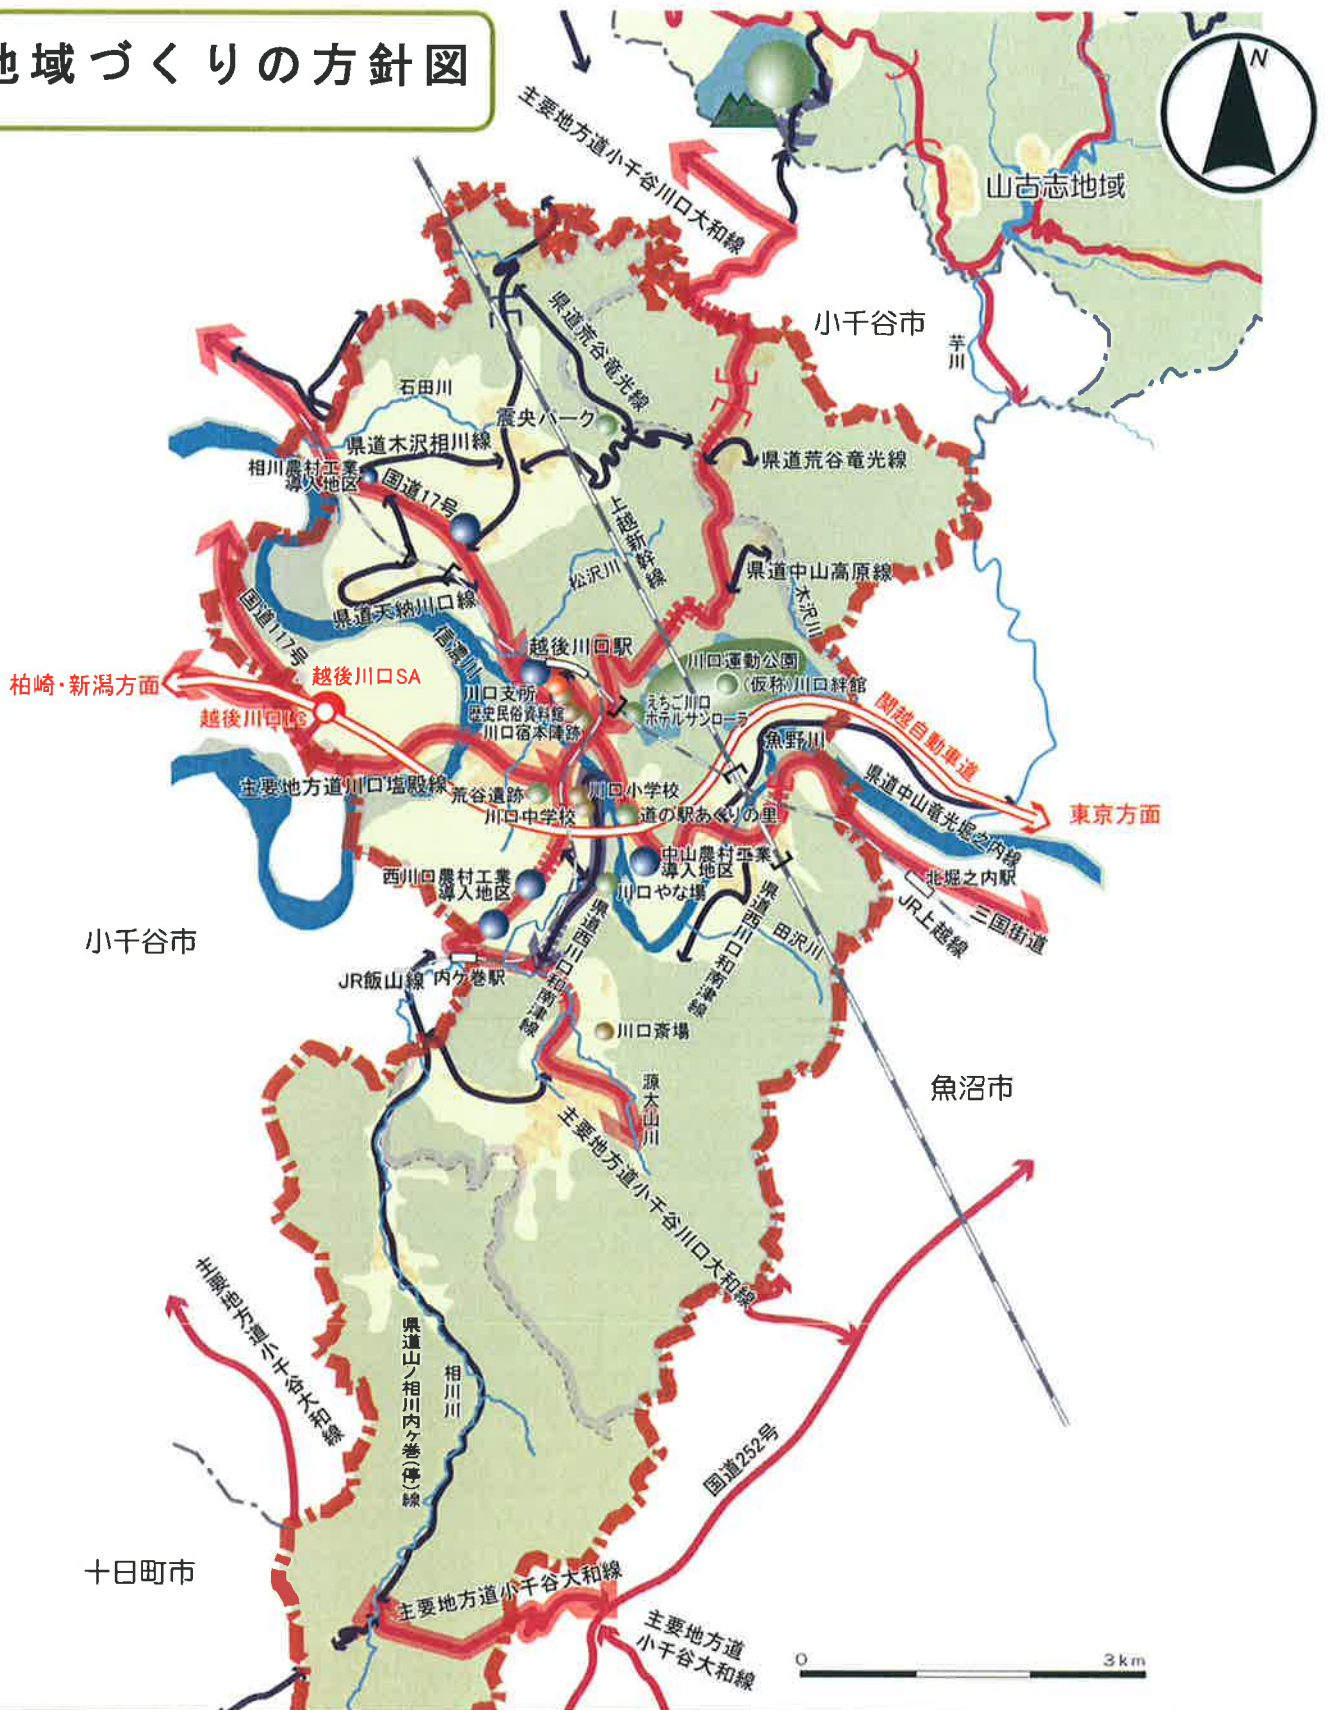 地域づくりの方針図
N
主要地方道小千谷川口大和線
山古志地域
小千谷市
芋川
県道荒谷竜光線
石田川
震央パーク
県道木沢相川線
県道荒谷竜光線
相川農村工業
導入地区
国道17号
上越新幹線
松沢川
県道中山高原線
木沢川
県道天納川口線
国道117号
信濃川
越後川口駅
川口運動公園
柏崎・新潟方面
越後川口SA
川口支所
(仮称)川口絆館
越後川口I.C
歴史民俗資料館
えちご川口
ホテルサンローラ
川口宿本陣跡
関越自動車道
魚野川
主要地方道川口塩殿線
荒谷遺跡
川口小学校
県道中山竜光堀之内線
川口中学校
道の駅あぐりの里
東京方面
中山農村工業
導入地区
西川口農村工業
導入地区
川口やな場
北堀之内駅
県道西川口和南津線
県道西川口和南津線
JR上越線
三国街道
田沢川
小千谷市
JR飯山線
内ケ巻駅
川口斎場
源太山川
魚沼市
主要地方道小千谷川口大和線
主要地方道小千谷大和線
県道山ノ相川内ケ巻(停)線
相川川
国道252号
十日町市
主要地方道小千谷大和線
主要地方道
小千谷大和線
0
3km